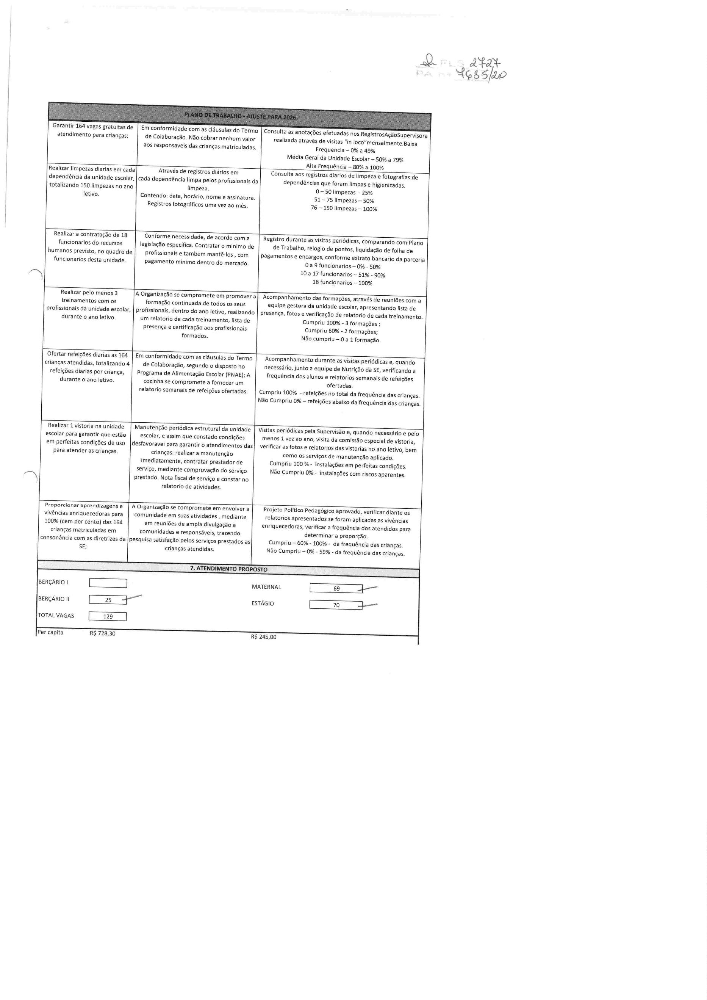 FLS 2727
PA nº 7685/20
PLANO DE TRABALHO - AJUSTE PARA 2026
Garantir 164 vagas gratuitas de
atendimento para crianças;
Em conformidade com as cláusulas do Termo
de Colaboração. Não cobrar nenhum valor
aos responsaveis das crianças matriculadas.
Consulta as anotações efetuadas nos RegistrosAçãoSupervisora
realizada através de visitas "in loco"mensalmente.Baixa
Frequencia – 0% a 49%
Média Geral da Unidade Escolar – 50% a 79%
Alta Frequência – 80% a 100%
Realizar limpezas diarias em cada
dependência da unidade escolar,
totalizando 150 limpezas no ano
letivo.
Através de registros diários em
cada dependência limpa pelos profissionais da
limpeza.
Contendo: data, horário, nome e assinatura.
Registros fotográficos uma vez ao mês.
Consulta aos registros diarios de limpeza e fotografias de
dependências que foram limpas e higienizadas.
0 – 50 limpezas - 25%
51 – 75 limpezas – 50%
76 – 150 limpezas – 100%
Realizar a contratação de 18
funcionarios do recursos
humanos previsto, no quadro de
funcionarios desta unidade.
Conforme necessidade, de acordo com a
legislação específica. Contratar o minimo de
profissionais e tambem mantê-los , com
pagamento minimo dentro do mercado.
Registro durante as visitas periódicas, comparando com Plano
de Trabalho, relogio de pontos, liquidação de folha de
pagamentos e encargos, conforme extrato bancario da parceria
0 a 9 funcionarios – 0% - 50%
10 a 17 funcionarios – 51% - 90%
18 funcionarios – 100%
Realizar pelo menos 3
treinamentos com os
profissionais da unidade escolar,
durante o ano letivo.
A Organização se compromete em promover a
formação continuada de todos os seus
profissionais, dentro do ano letivo, realizando
um relatorio de cada treinamento, lista de
presença e certificação aos profissionais
formados.
Acompanhamento das formações, através de reuniões com a
equipe gestora da unidade escolar, apresentando lista de
presença, fotos e verificação de relatorio de cada treinamento.
Cumpriu 100% - 3 formações ;
Cumpriu 60% - 2 formações;
Não cumpriu – 0 a 1 formação.
Ofertar refeições diarias as 164
crianças atendidas, totalizando 4
refeições diarias por criança,
durante o ano letivo.
Em conformidade com as cláusulas do Termo
de Colaboração, segundo o disposto no
Programa de Alimentação Escolar (PNAE); A
cozinha se compromete a fornecer um
relatorio semanais de refeições ofertadas.
Acompanhamento durante as visitas periódicas e, quando
necessário, junto a equipe de Nutrição da SE, verificando a
frequência dos alunos e relatorios semanais de refeições
ofertadas.
Cumpriu 100% - refeições no total da frequência das crianças.
Não Cumpriu 0% – refeições abaixo da frequência das crianças.
Realizar 1 vistoria na unidade
escolar para garantir que estão
em perfeitas condições de uso
para atender as crianças.
Manutenção periódica estrutural da unidade
escolar, e assim que constado condições
desfavoravei para garantir o atendimentos das
crianças: realizar a manutenção
imediatamente, contratar prestador de
serviço, mediante comprovação do serviço
prestado. Nota fiscal de serviço e constar no
relatorio de atividades.
Visitas periódicas pela Supervisão e, quando necessário e pelo
menos 1 vez ao ano, visita da comissão especial de vistoria,
verificar as fotos e relatorios das vistorias no ano letivo, bem
como os serviços de manutenção aplicado.
Cumpriu 100 % - instalações em perfeitas condições.
Não Cumpriu 0% - instalações com riscos aparentes.
Proporcionar aprendizagens e
vivências enriquecedoras para
100% (cem por cento) das 164
crianças matriculadas em
consonância com as diretrizes da
SE;
A Organização se compromete em envolver a
comunidade em suas atividades , mediante
em reuniões de ampla divulgação a
comunidades e responsáveis, trazendo
pesquisa satisfação pelos serviços prestados as
crianças atendidas.
Projeto Político Pedagógico aprovado, verificar diante os
relatorios apresentados se foram aplicadas as vivências
enriquecedoras, verificar a frequência dos atendidos para
determinar a proporção.
Cumpriu – 60% - 100% - da frequência das crianças.
Não Cumpriu – 0% - 59% - da frequência das crianças.
7. ATENDIMENTO PROPOSTO
BERÇÁRIO I
MATERNAL 69
BERÇÁRIO II 25
ESTÁGIO 70
TOTAL VAGAS 129
Per capita R$ 728,30 R$ 245,00